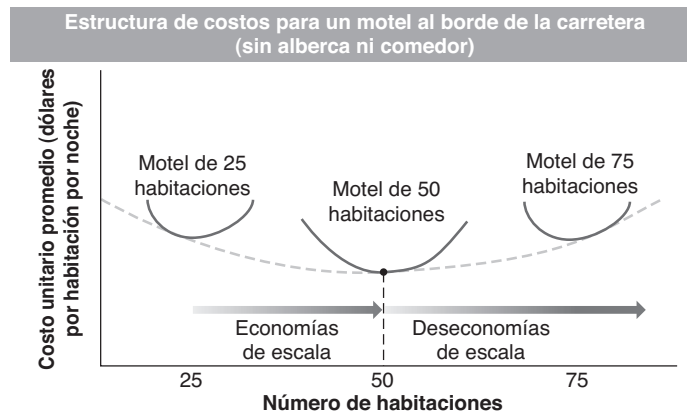 Estructura de costos para un motel al borde de la carretera
(sin alberca ni comedor)
Costo unitario promedio (dólares
por habitación por noche)
Motel de 25
habitaciones
Motel de 50
habitaciones
Motel de 75
habitaciones
Economías
de escala
Deseconomías
de escala
25
50
75
Número de habitaciones